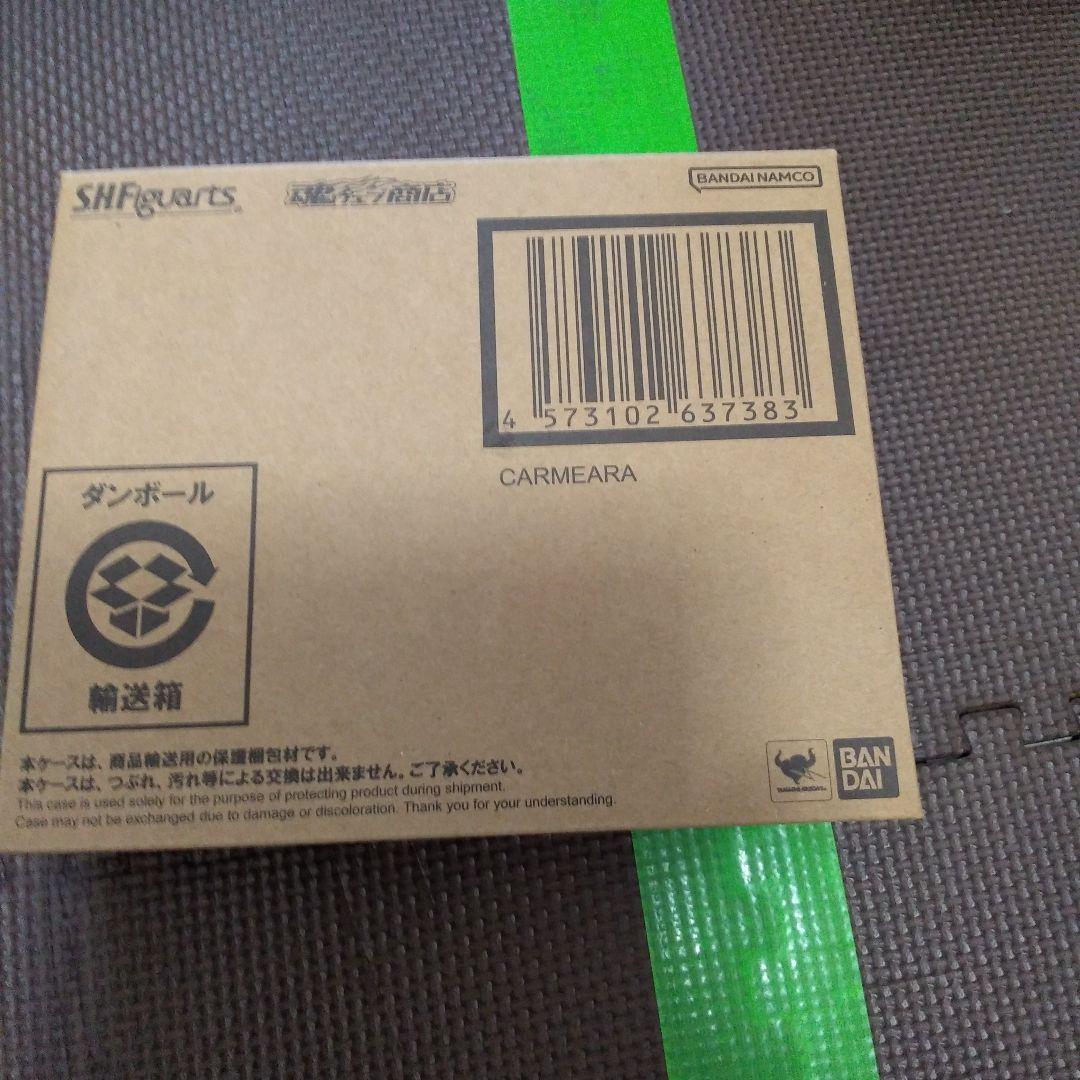 S.H.Figuarts
魂ウェブ商店
BANDAI NAMCO
4 573102 637383
CARMEARA
ダンボール
輸送箱
本ケースは、商品輸送用の保護梱包材です。
本ケースは、つぶれ、汚れ等による交換は出来ません。ご了承ください。
This case is used solely for the purpose of protecting product during shipment.
Case may not be exchanged due to damage or discoloration. Thank you for your understanding.
BAN
DAI